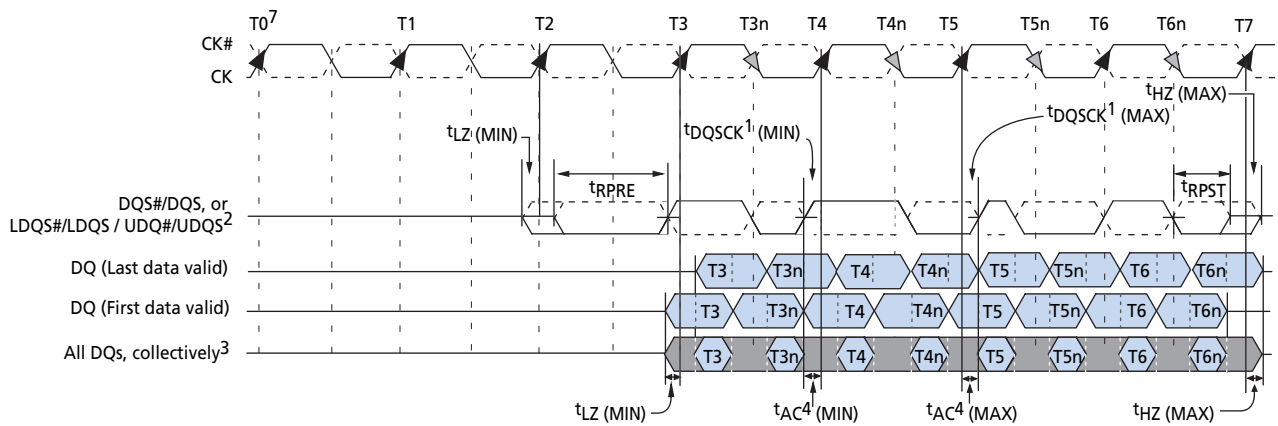 T0⁷ T1 T2 T3 T3n T4 T4n T5 T5n T6 T6n T7
CK#
CK
tHZ (MAX)
tLZ (MIN) tDQSCK¹ (MIN) tDQSCK¹ (MAX)
tRPRE tRPST
DQS#/DQS, or
LDQS#/LDQS / UDQ#/UDQS²
DQ (Last data valid) T3 T3n T4 T4n T5 T5n T6 T6n
DQ (First data valid) T3 T3n T4 T4n T5 T5n T6 T6n
All DQs, collectively³ T3 T3n T4 T4n T5 T5n T6 T6n
tLZ (MIN) tAC⁴ (MIN) tAC⁴ (MAX) tHZ (MAX)